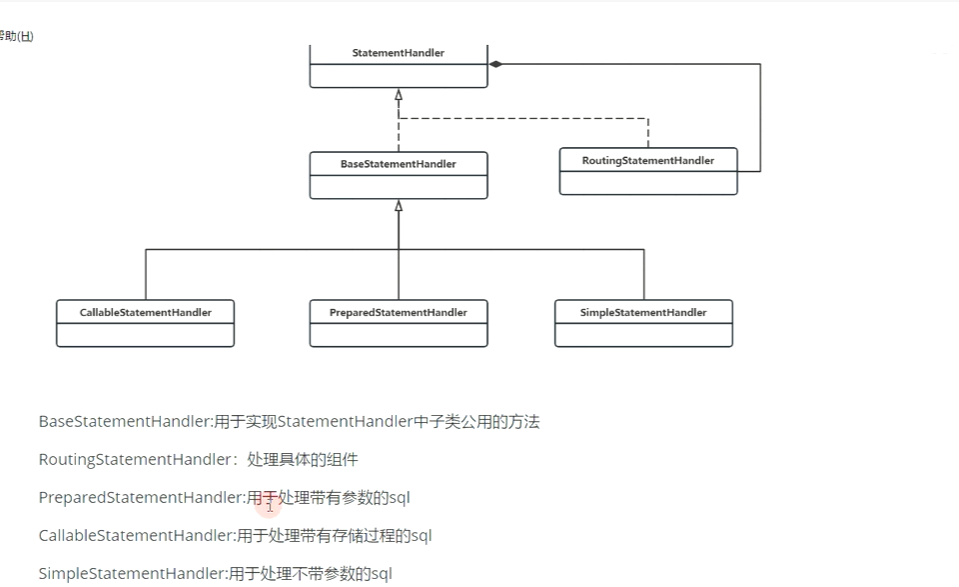 帮助(H)
StatementHandler
BaseStatementHandler
RoutingStatementHandler
CallableStatementHandler
PreparedStatementHandler
SimpleStatementHandler
BaseStatementHandler:用于实现StatementHandler中子类公用的方法
RoutingStatementHandler：处理具体的组件
PreparedStatementHandler:用于处理带有参数的sql
CallableStatementHandler:用于处理带有存储过程的sql
SimpleStatementHandler:用于处理不带参数的sql